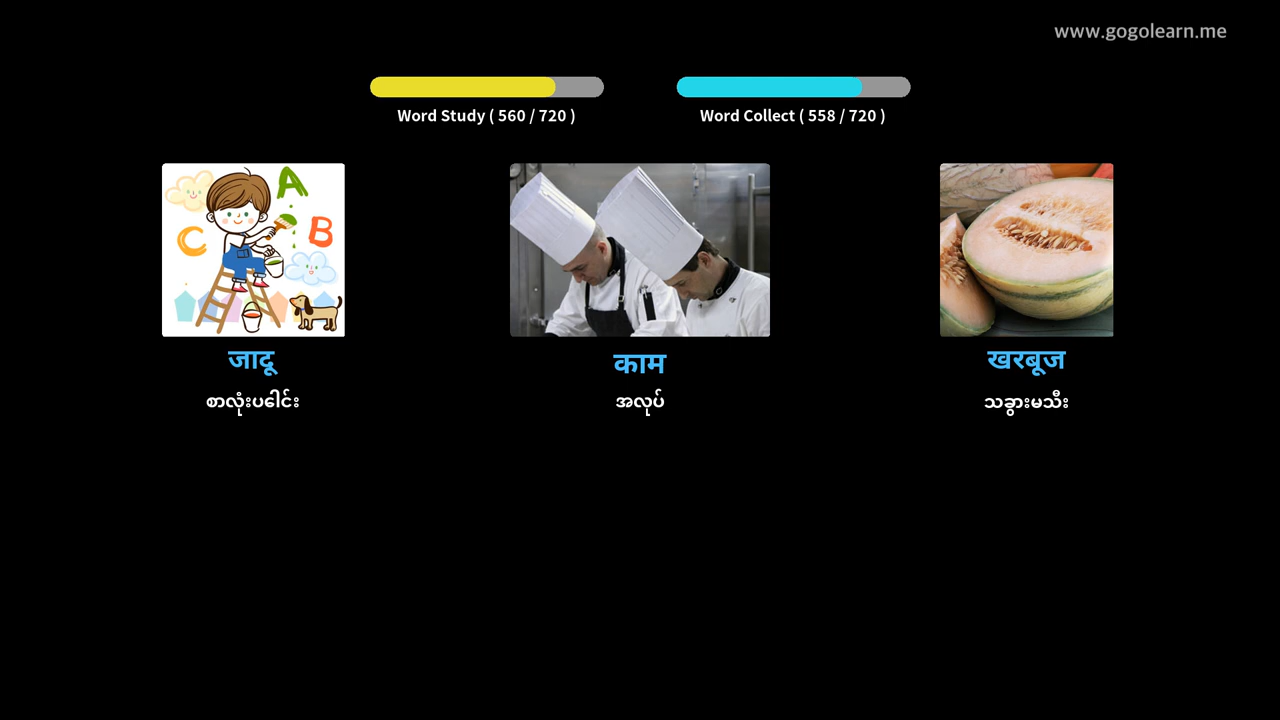 www.gogolearn.me
Word Study ( 560 / 720 )
Word Collect ( 558 / 720 )
A
B
C
जादू
काम
खरबूज
စာလုံးပေါင်း
အလုပ်
သခွားမသီး